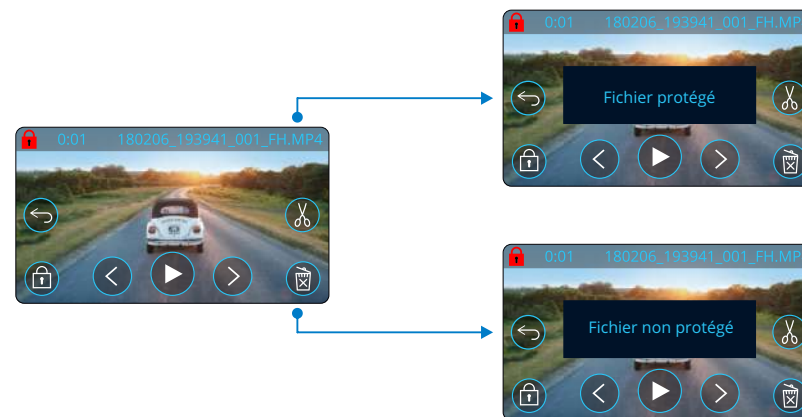 0:01 180206_193941_001_FH.MP4
0:01 180206_193941_001_FH.MP
Fichier protégé
0:01 180206_193941_001_FH.MP
Fichier non protégé